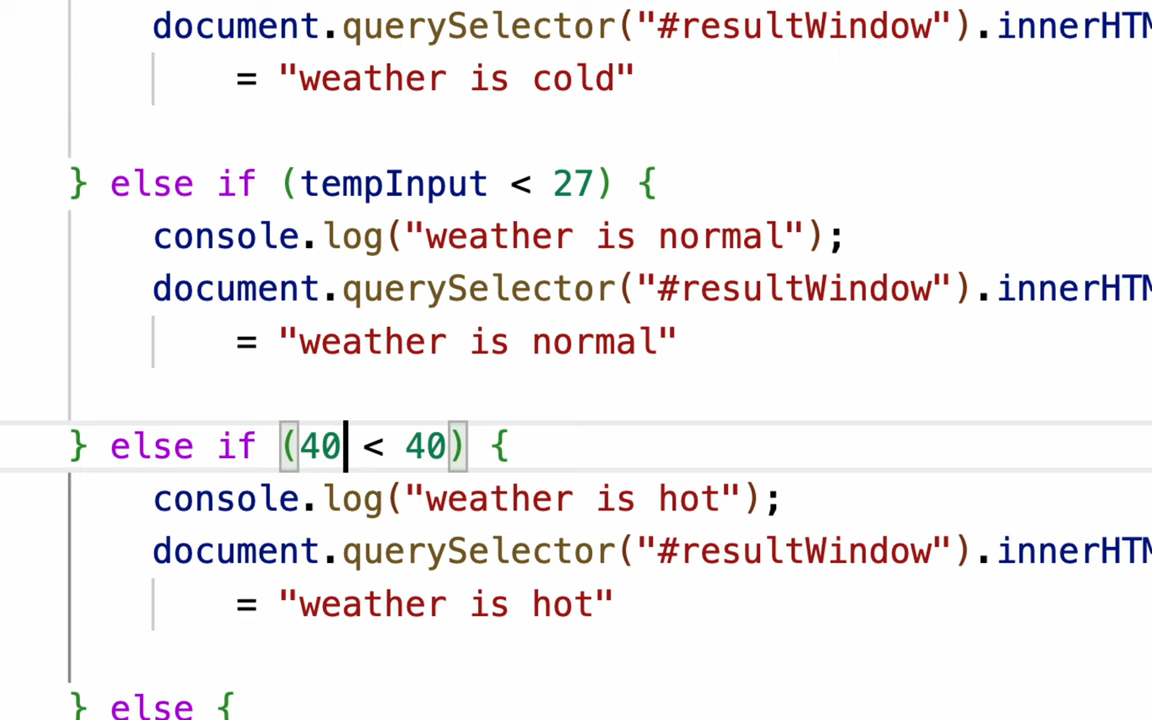 document.querySelector("#resultWindow").innerHTM
= "weather is cold"
} else if (tempInput < 27) {
console.log("weather is normal");
document.querySelector("#resultWindow").innerHTM
= "weather is normal"
} else if (40 < 40) {
console.log("weather is hot");
document.querySelector("#resultWindow").innerHTM
= "weather is hot"
} else {